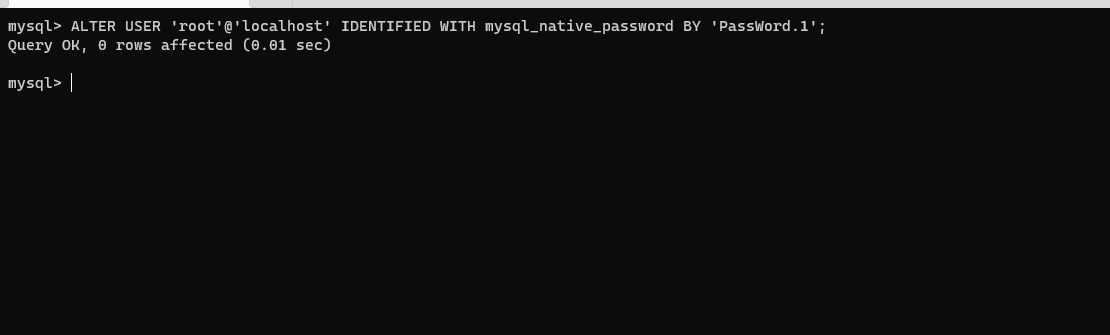 mysql> ALTER USER 'root'@'localhost' IDENTIFIED WITH mysql_native_password BY 'PassWord.1';
Query OK, 0 rows affected (0.01 sec)
mysql>